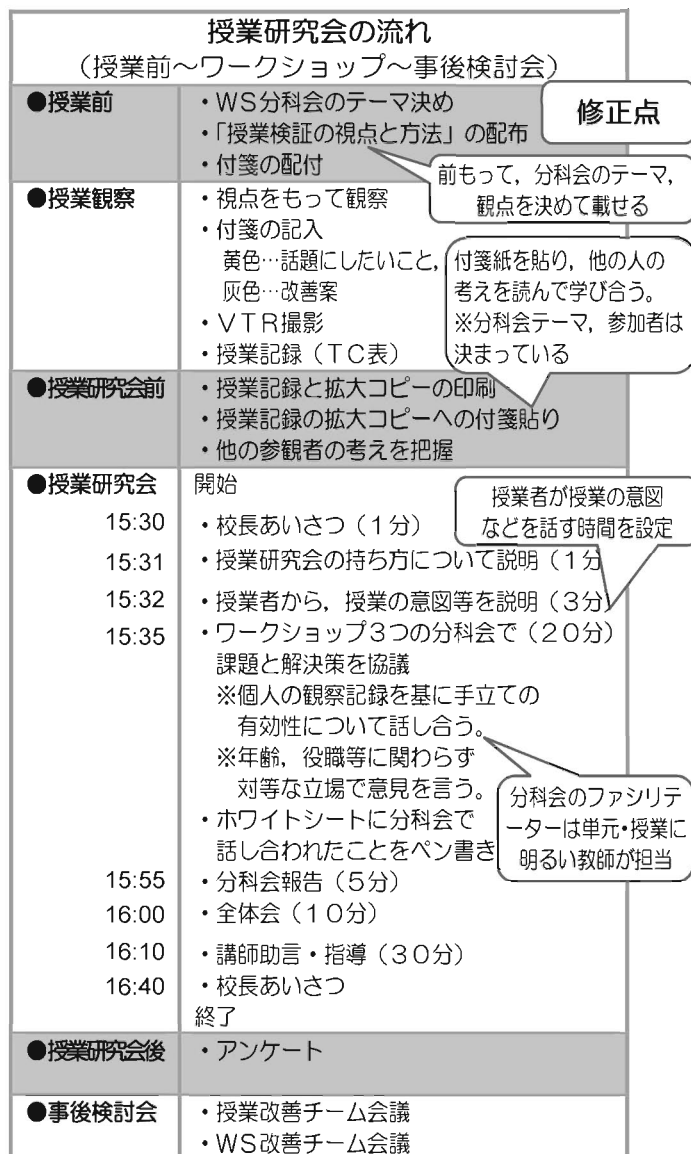 授業研究会の流れ
（授業前～ワークショップ～事後検討会）
修正点
●授業前
・WS分科会のテーマ決め
・「授業検証の視点と方法」の配布
・付箋の配付
前もって，分科会のテーマ，
観点を決めて載せる
●授業観察
・視点をもって観察
・付箋の記入
黄色…話題にしたいこと，
灰色…改善案
・ＶＴＲ撮影
・授業記録（ＴＣ表）
付箋紙を貼り，他の人の
考えを読んで学び合う。
※分科会テーマ，参加者は
決まっている
●授業研究会前
・授業記録と拡大コピーの印刷
・授業記録の拡大コピーへの付箋貼り
・他の参観者の考えを把握
●授業研究会
開始
授業者が授業の意図
などを話す時間を設定
15:30 ・校長あいさつ（１分）
15:31 ・授業研究会の持ち方について説明（１分
15:32 ・授業者から，授業の意図等を説明（３分）
15:35 ・ワークショップ３つの分科会で（２０分）
課題と解決策を協議
※個人の観察記録を基に手立ての
有効性について話し合う。
※年齢，役職等に関わらず
対等な立場で意見を言う。
・ホワイトシートに分科会で
話し合われたことをペン書き
分科会のファシリテ
ーターは単元・授業に
明るい教師が担当
15:55 ・分科会報告（５分）
16:00 ・全体会（１０分）
16:10 ・講師助言・指導（３０分）
16:40 ・校長あいさつ
終了
●授業研究会後
・アンケート
●事後検討会
・授業改善チーム会議
・ＷＳ改善チーム会議